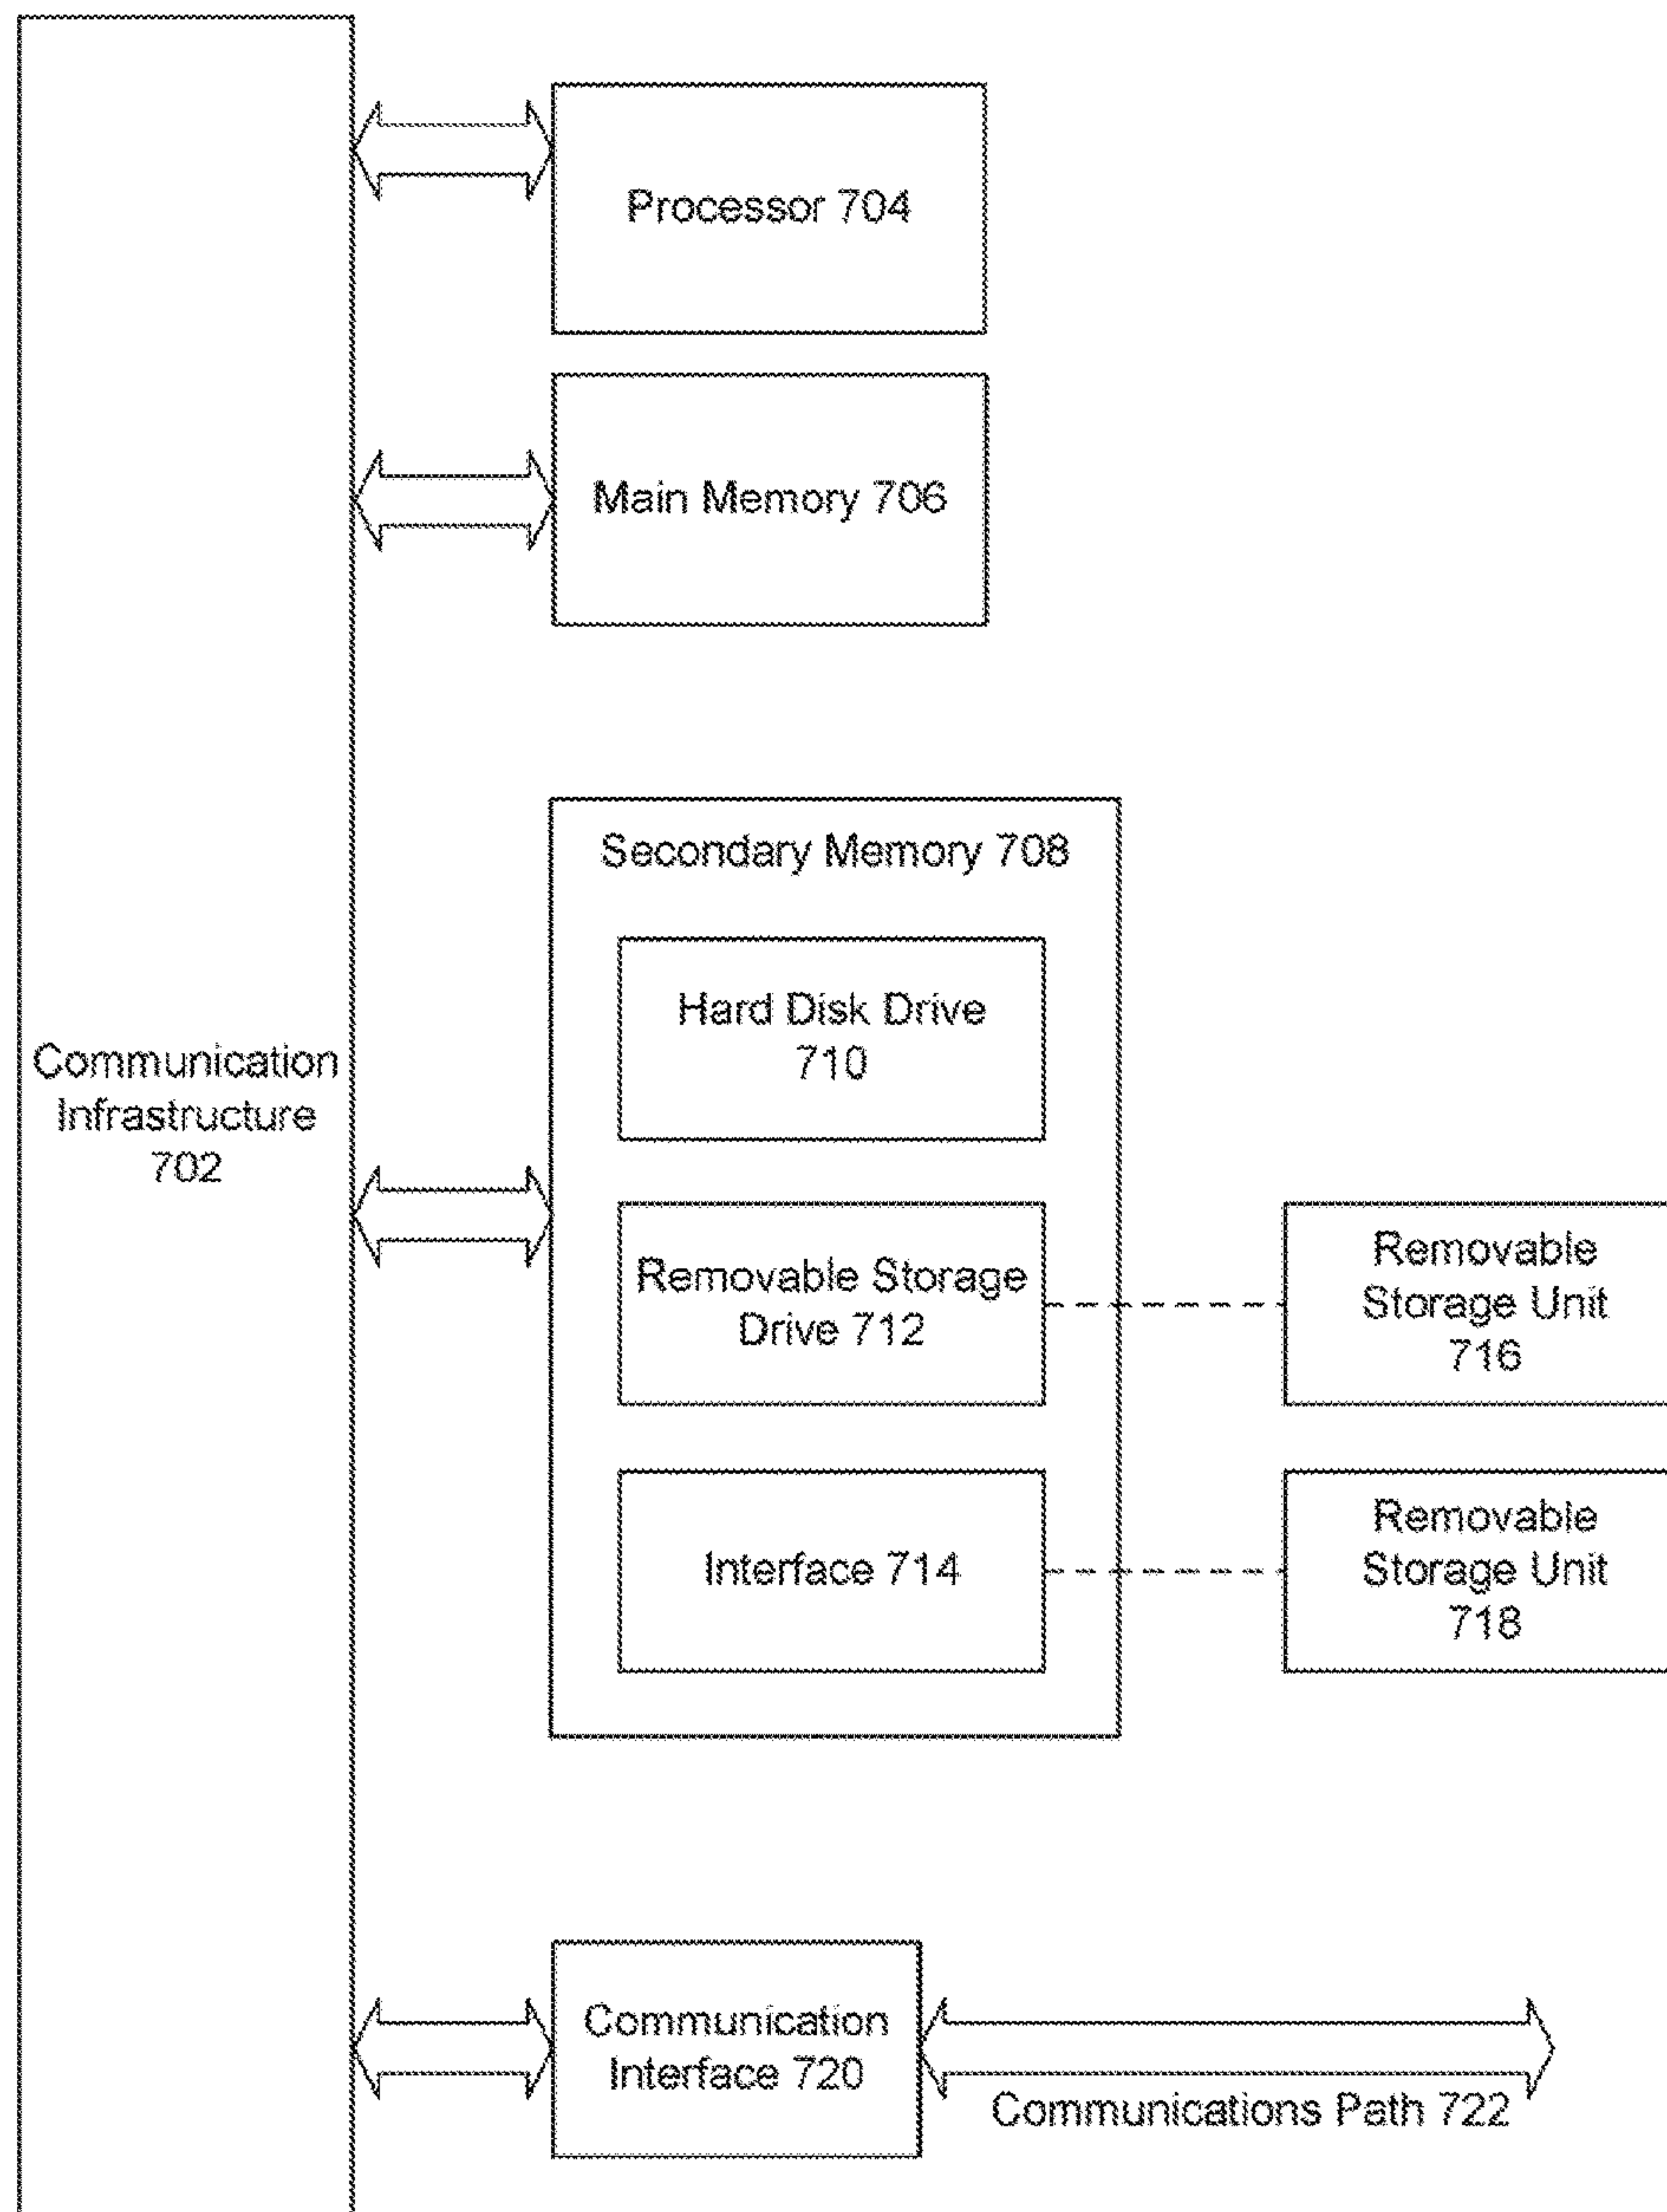 Processor 704
Main Memory 706
Secondary Memory 708
Hard Disk Drive
710
Communication
Infrastructure
702
Removable Storage
Drive 712
Removable
Storage Unit
716
Interface 714
Removable
Storage Unit
718
Communication
Interface 720
Communications Path 722